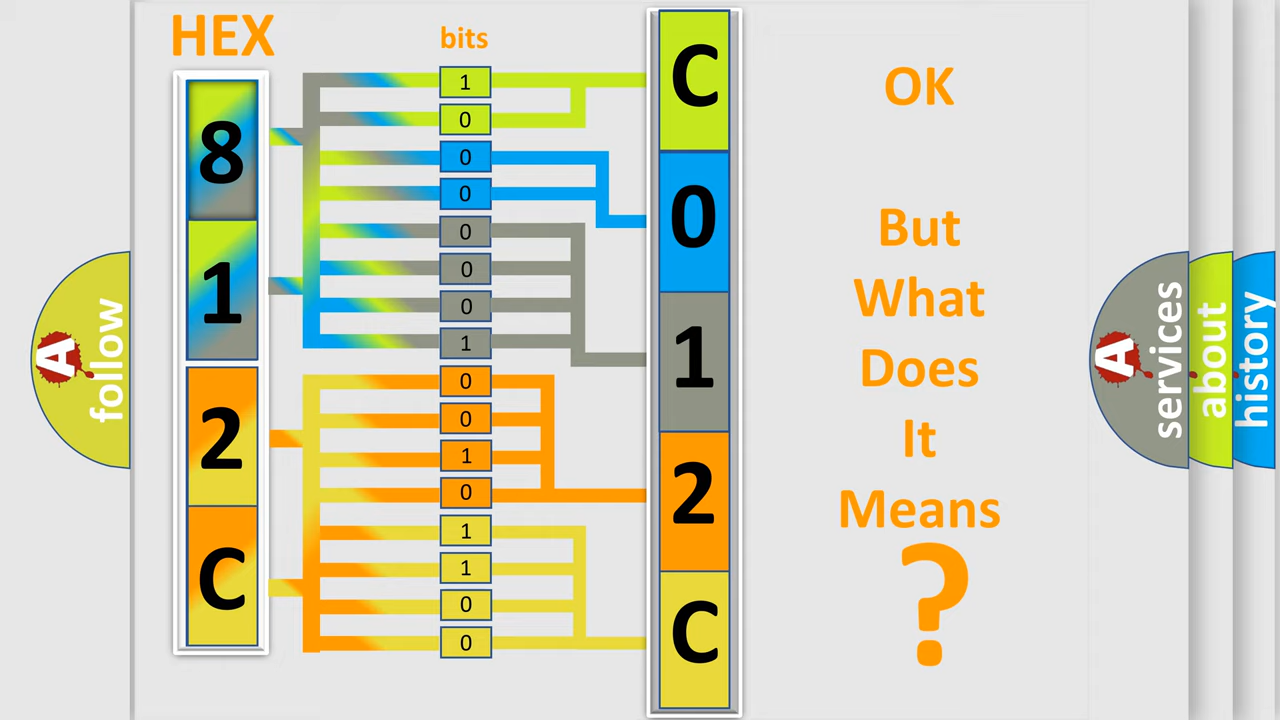 HEX
bits
8
1
2
C
1
0
0
0
0
0
0
1
0
0
1
0
1
1
0
0
C
0
1
2
C
OK
But
What
Does
It
Means
?
A
follow
A
services
about
history